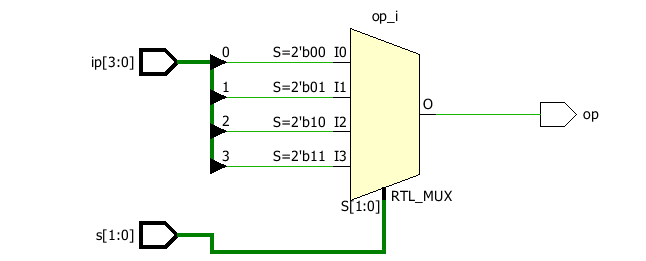 op_i
ip[3:0]
0 S=2'b00 I0
1 S=2'b01 I1
2 S=2'b10 I2
3 S=2'b11 I3
O
op
S[1:0]
RTL_MUX
s[1:0]